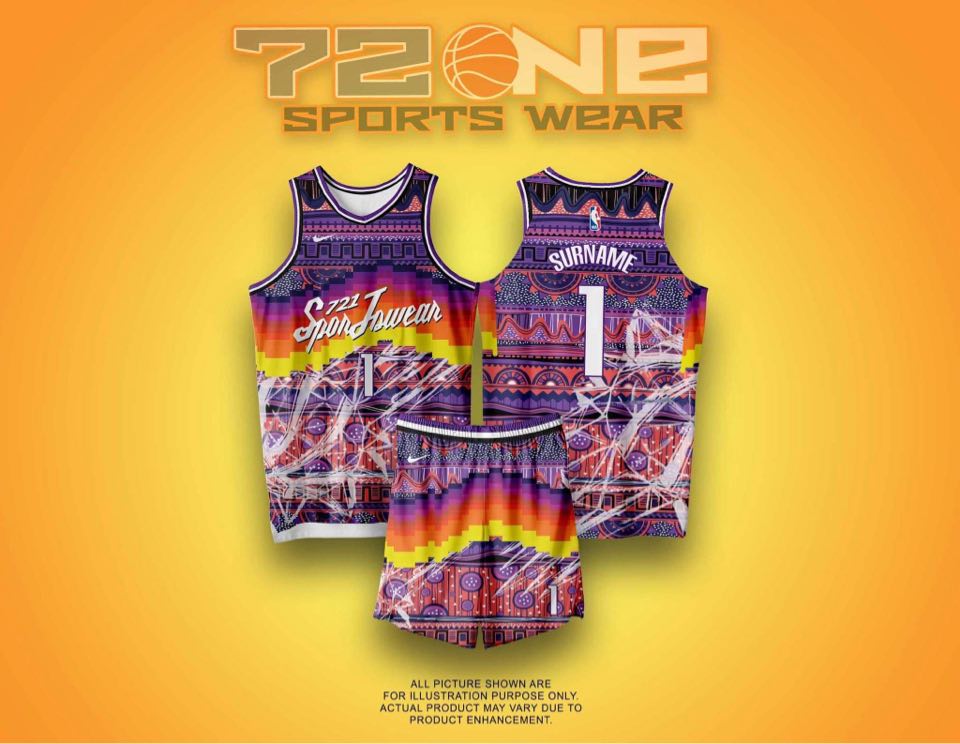 72ONE
SPORTS WEAR
721
SporTswear
1
SURNAME
1
1
ALL PICTURE SHOWN ARE
FOR ILLUSTRATION PURPOSE ONLY.
ACTUAL PRODUCT MAY VARY DUE TO
PRODUCT ENHANCEMENT.